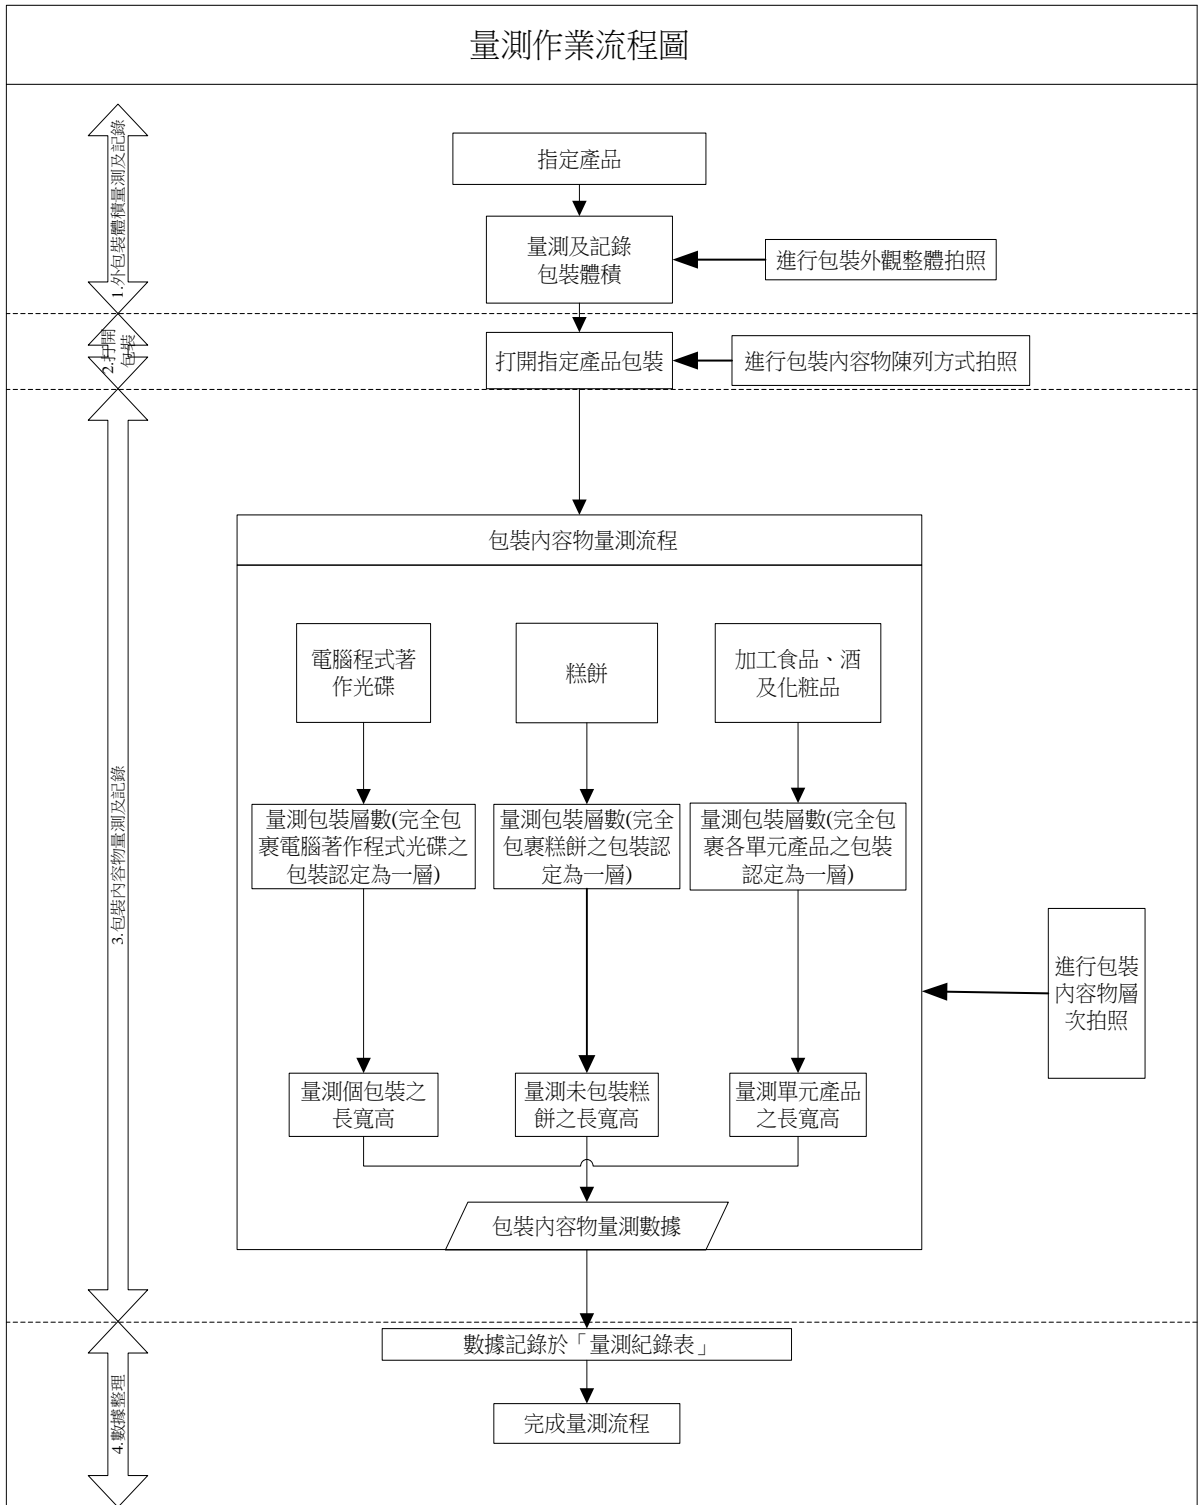 量測作業流程圖
1.外包裝體積量測及記錄
指定產品
量測及記錄
包裝體積
進行包裝外觀整體拍照
2.打開
包裝
打開指定產品包裝
進行包裝內容物陳列方式拍照
3.包裝內容物量測及記錄
包裝內容物量測流程
電腦程式著
作光碟
糕餅
加工食品、酒
及化粧品
量測包裝層數(完全包
裹電腦著作程式光碟之
包裝認定為一層)
量測包裝層數(完全
包裹糕餅之包裝認
定為一層)
量測包裝層數(完全包
裹各單元產品之包裝
認定為一層)
進行包裝
內容物層
次拍照
量測個包裝之
長寬高
量測未包裝糕
餅之長寬高
量測單元產品
之長寬高
包裝內容物量測數據
4.數據整理
數據記錄於「量測紀錄表」
完成量測流程